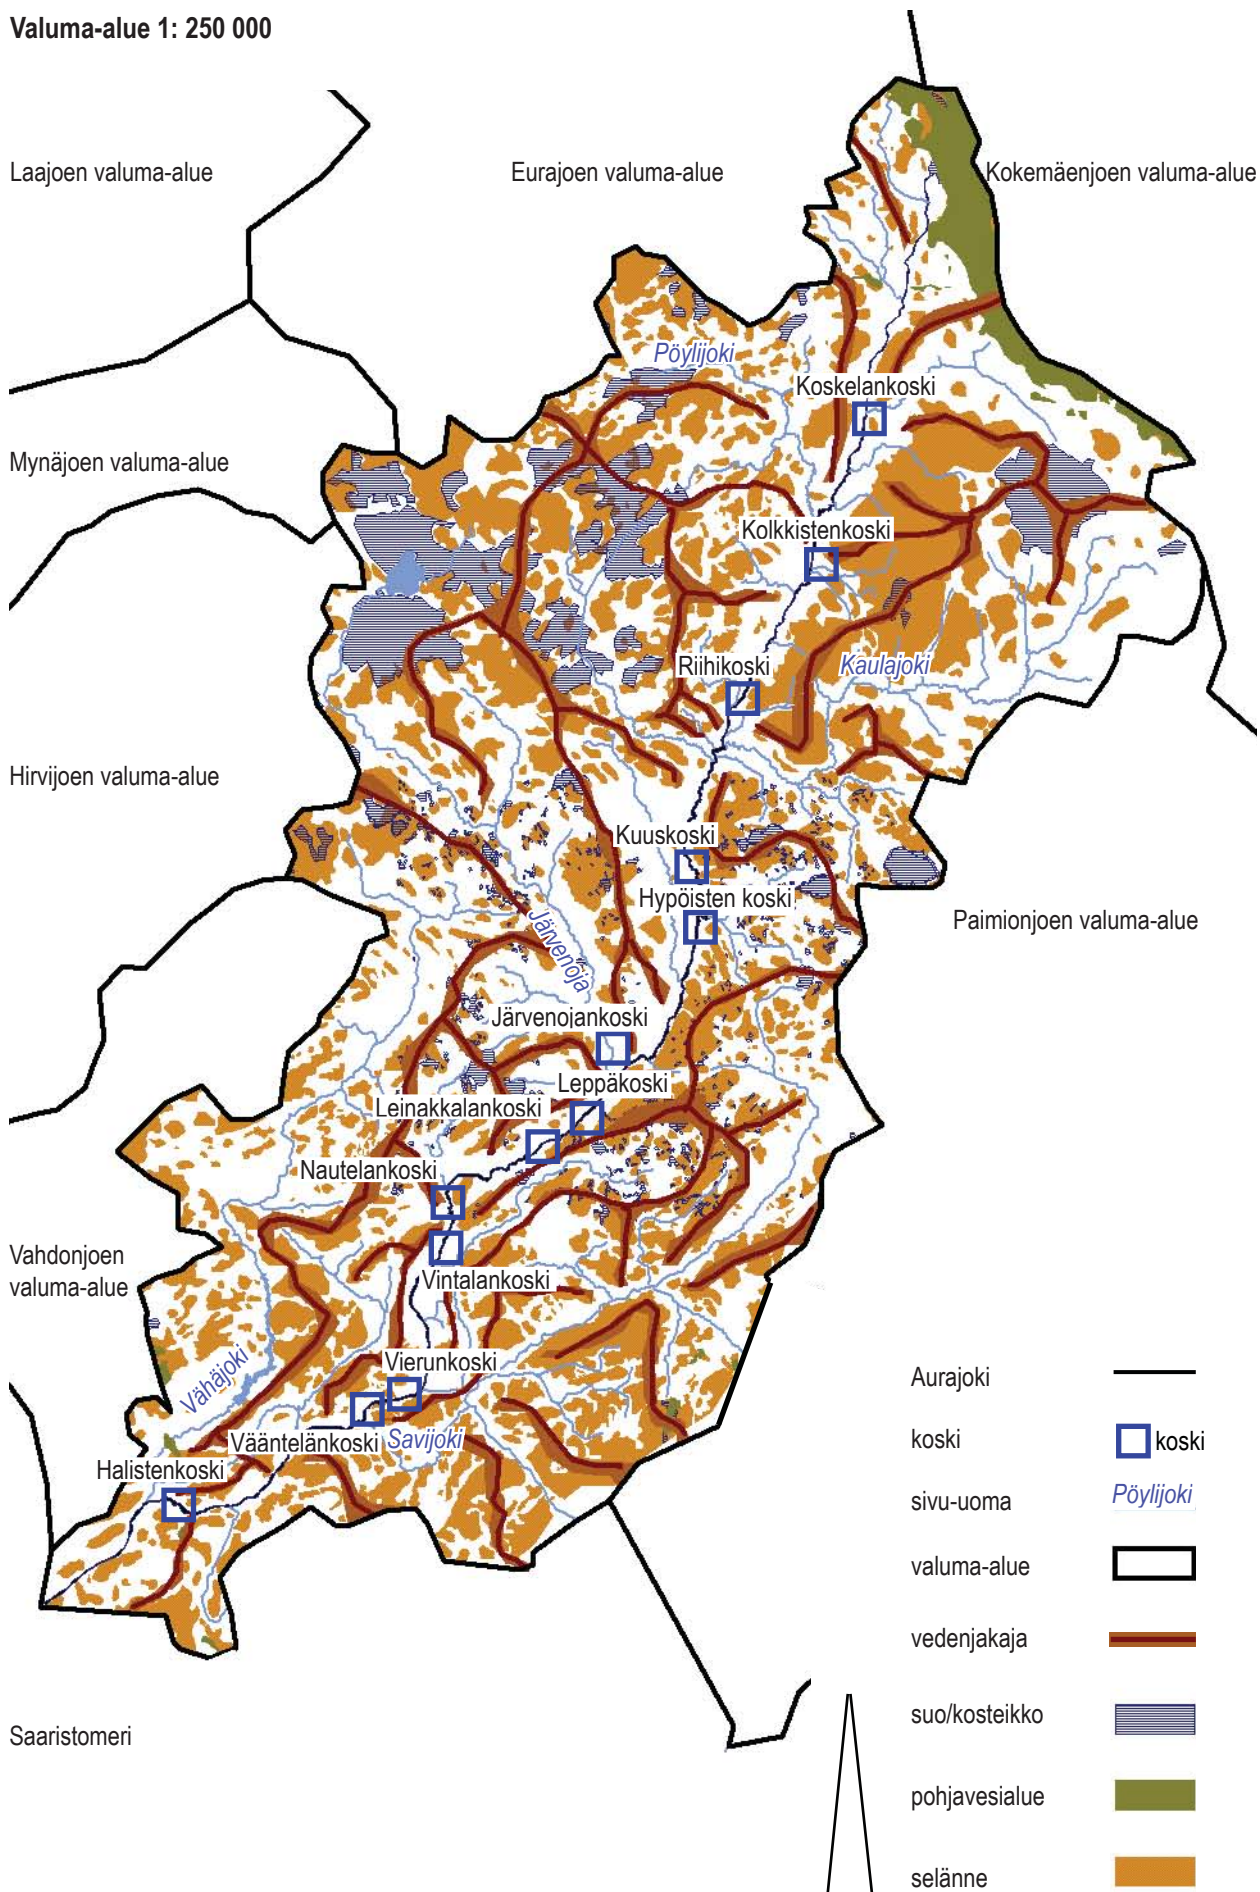 Valuma-alue 1: 250 000
Laajoen valuma-alue
Eurajoen valuma-alue
Kokemäenjoen valuma-alue
Pöylijoki
Koskelankoski
Mynäjoen valuma-alue
Kolkkistenkoski
Riihikoski
Kaulajoki
Hirvijoen valuma-alue
Kuuskoski
Hypöisten koski
Järvenoja
Paimionjoen valuma-alue
Järvenojankoski
Leppäkoski
Leinakkalankoski
Nautelankoski
Vahdonjoen
valuma-alue
Vintalankoski
Vierunkoski
Vähäjoki
Vääntelänkoski
Savijoki
Halistenkoski
Saaristomeri
Aurajoki
koski
koski
sivu-uoma
Pöylijoki
valuma-alue
vedenjakaja
suo/kosteikko
pohjavesialue
selänne